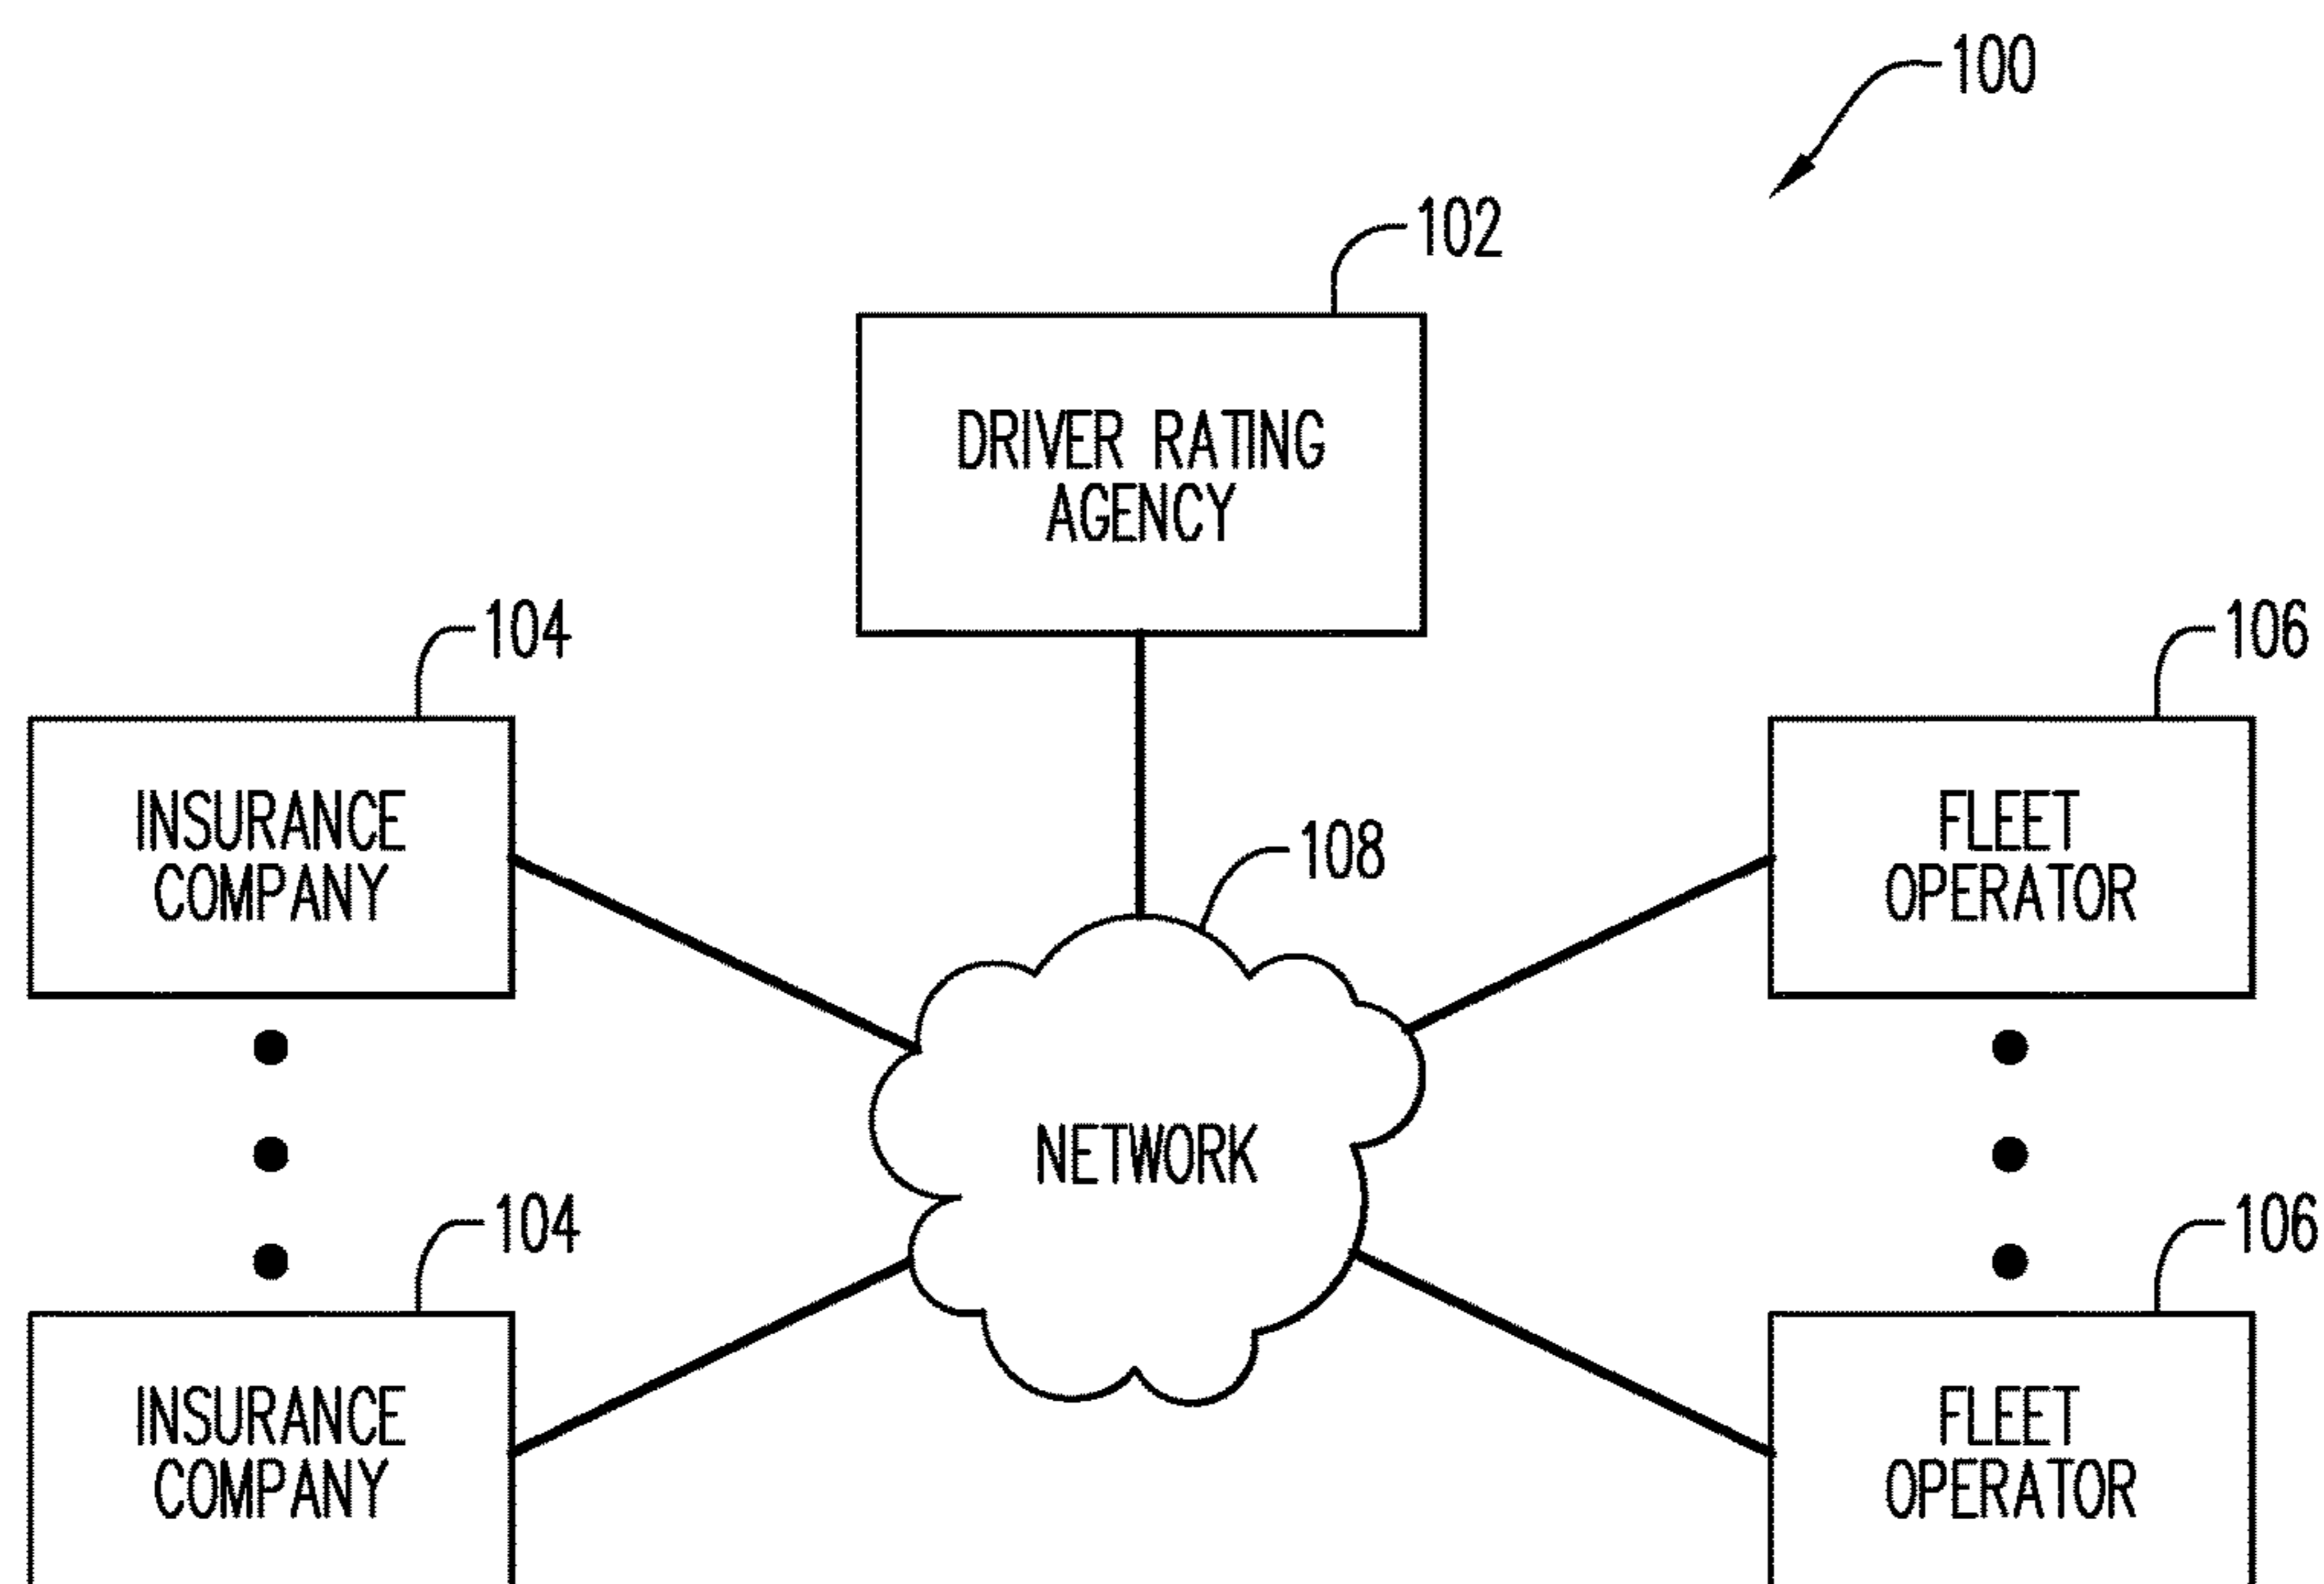 100
102
DRIVER RATING
AGENCY
104
106
INSURANCE
COMPANY
108
FLEET
OPERATOR
NETWORK
104
106
INSURANCE
COMPANY
FLEET
OPERATOR